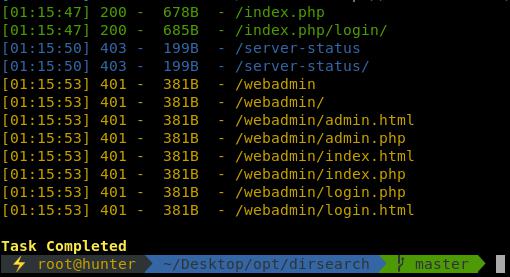 [01:15:47] 200 -  678B  - /index.php
[01:15:47] 200 -  685B  - /index.php/login/
[01:15:50] 403 -  199B  - /server-status
[01:15:50] 403 -  199B  - /server-status/
[01:15:53] 401 -  381B  - /webadmin
[01:15:53] 401 -  381B  - /webadmin/
[01:15:53] 401 -  381B  - /webadmin/admin.html
[01:15:53] 401 -  381B  - /webadmin/admin.php
[01:15:53] 401 -  381B  - /webadmin/index.html
[01:15:53] 401 -  381B  - /webadmin/index.php
[01:15:53] 401 -  381B  - /webadmin/login.php
[01:15:53] 401 -  381B  - /webadmin/login.html
Task Completed
⚡ root@hunter ~/Desktop/opt/dirsearch master